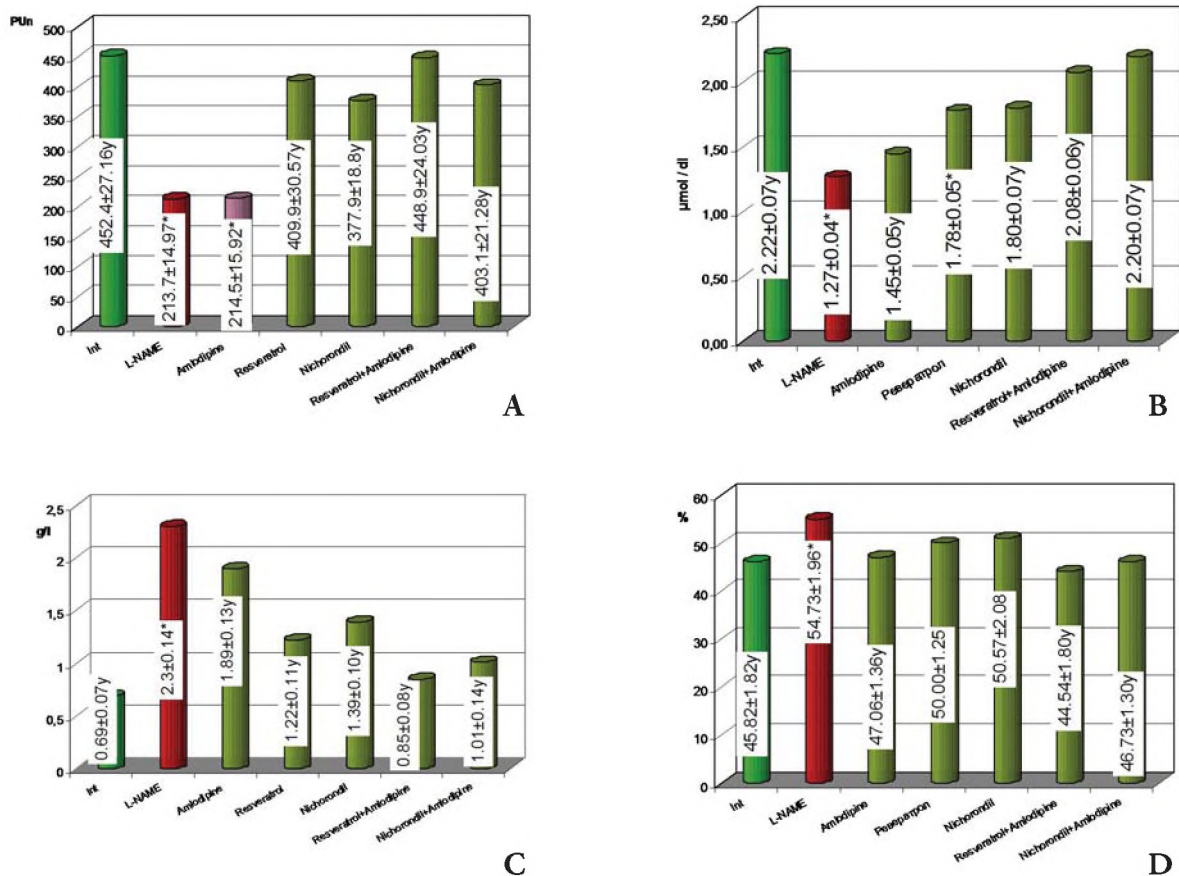 PUn
500
450
400
350
300
250
200
150
100
50
0
452.4±27.16y
213.7±14.97*
214.5±15.92*
409.9±30.57y
377.9±18.8y
448.9±24.03y
403.1±21.28y
Int
L-NAME
Amlodipine
Resveratrol
Nichorondil
Resveratrol+Amlodipine
Nichorondil+Amlodipine
A
2,50
2,00
1,50
1,00
0,50
0,00
µmol / dl
2.22±0.07y
1.27±0.04*
1.45±0.05y
1.78±0.05*
1.80±0.07y
2.08±0.06y
2.20±0.07y
Int
L-NAME
Amlodipine
Ресвератрол
Nichorondil
Resveratrol+Amlodipine
Nichorondil+Amlodipine
B
g/l
2,5
2
1,5
1
0,5
0
0.69±0.07y
2.3±0.14*
1.89±0.13y
1.22±0.11y
1.39±0.10y
0.85±0.08y
1.01±0.14y
Int
L-NAME
Amlodipine
Resveratrol
Nichorondil
Resveratrol+Amlodipine
Nichorondil+Amlodipine
C
%
60
50
40
30
20
10
0
45.82±1.82y
54.73±1.96*
47.06±1.36y
50.00±1.25
50.57±2.08
44.54±1.80y
46.73±1.30y
Int
L-NAME
Amlodipine
Ресвератрол
Nichorondil
Resveratrol+Amlodipine
Nichorondil+Amlodipine
D